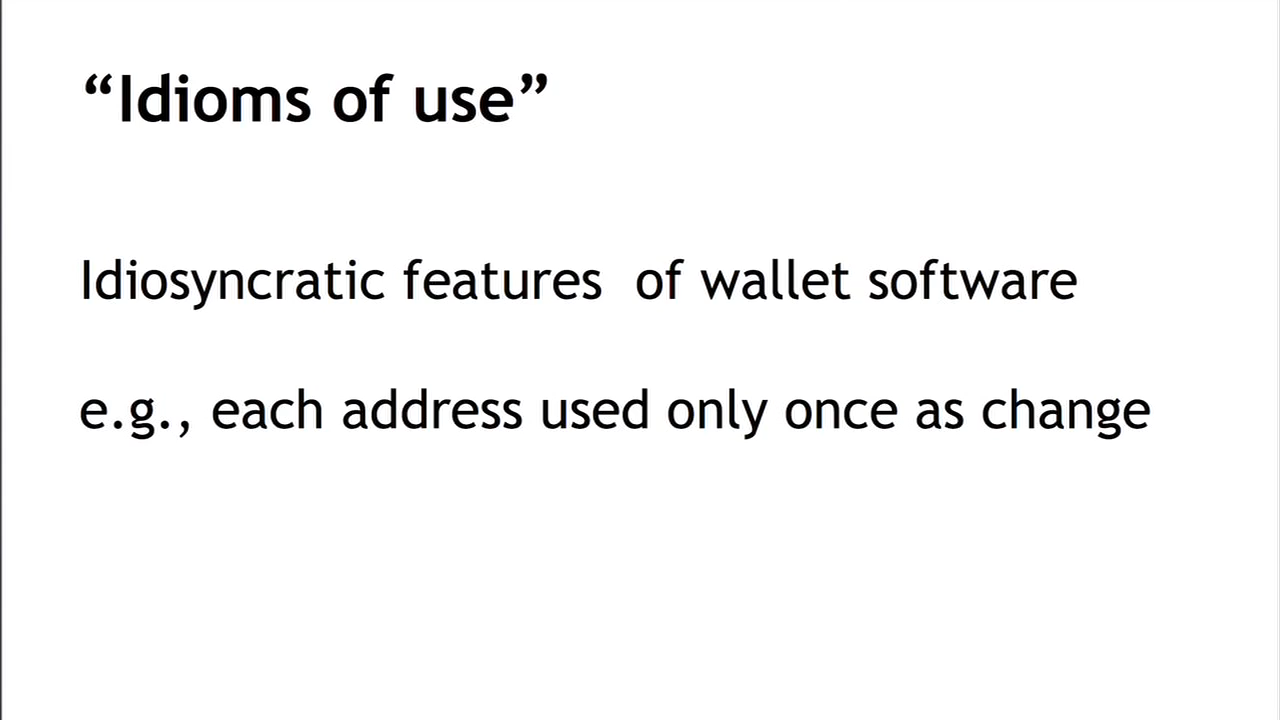 “Idioms of use”
Idiosyncratic features of wallet software
e.g., each address used only once as change